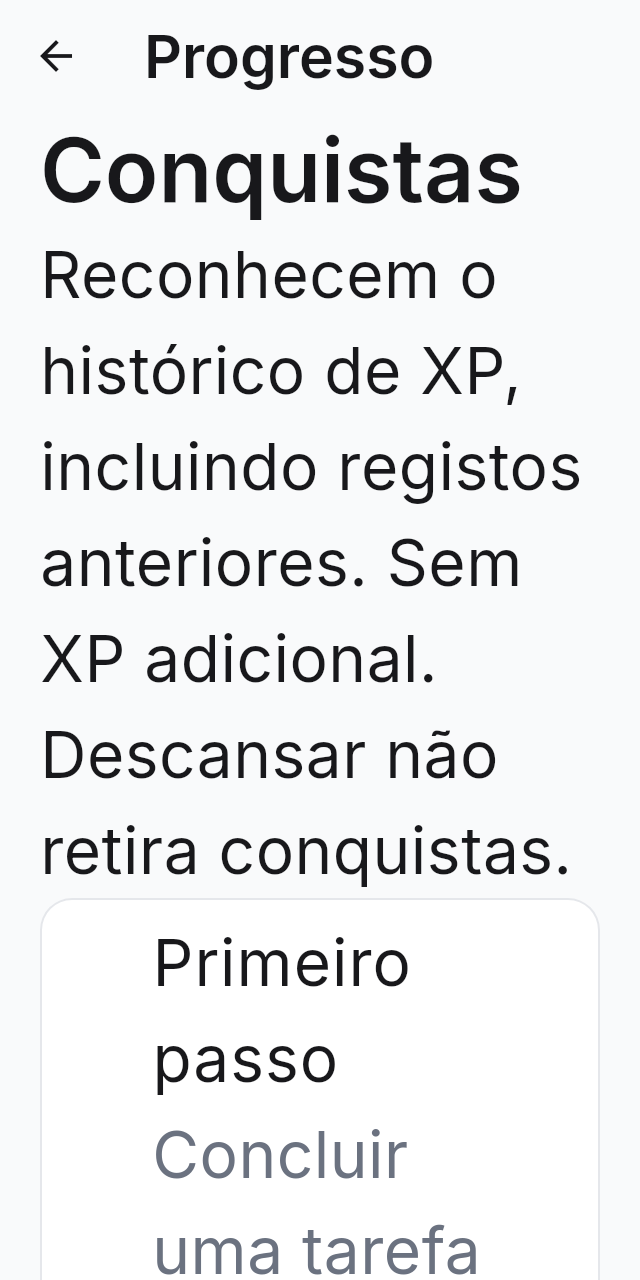 Progresso
Conquistas
Reconhecem o
histórico de XP,
incluindo registos
anteriores. Sem
XP adicional.
Descansar não
retira conquistas.
Primeiro
passo
Concluir
uma tarefa